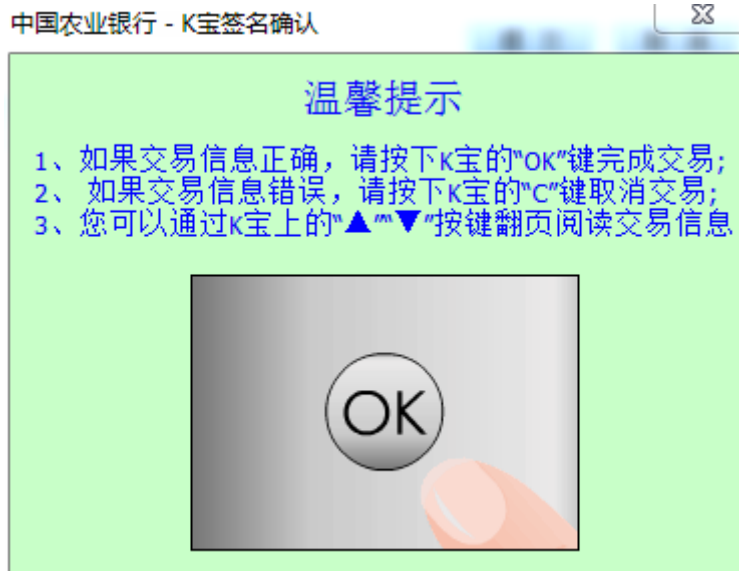 中国农业银行 - K宝签名确认
温馨提示
1、如果交易信息正确，请按下K宝的“OK”键完成交易;
2、 如果交易信息错误，请按下K宝的“C”键取消交易;
3、您可以通过K宝上的“▲”“▼”按键翻页阅读交易信息
OK